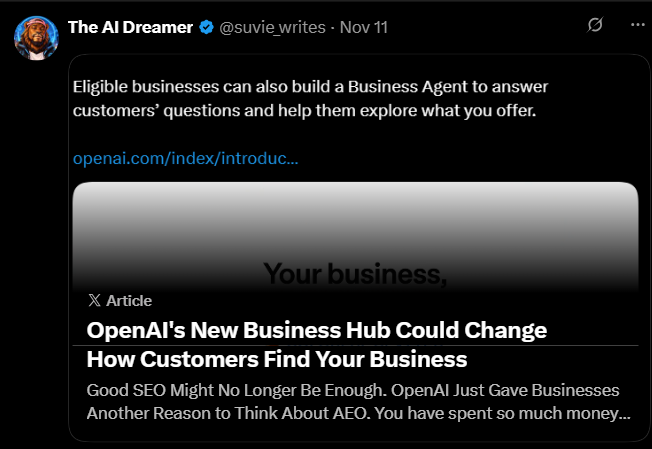 The AI Dreamer @suvie_writes · Nov 11
Eligible businesses can also build a Business Agent to answer
customers’ questions and help them explore what you offer.
openai.com/index/introduc...
Your business,
X Article
OpenAI's New Business Hub Could Change
How Customers Find Your Business
Good SEO Might No Longer Be Enough. OpenAI Just Gave Businesses
Another Reason to Think About AEO. You have spent so much money...